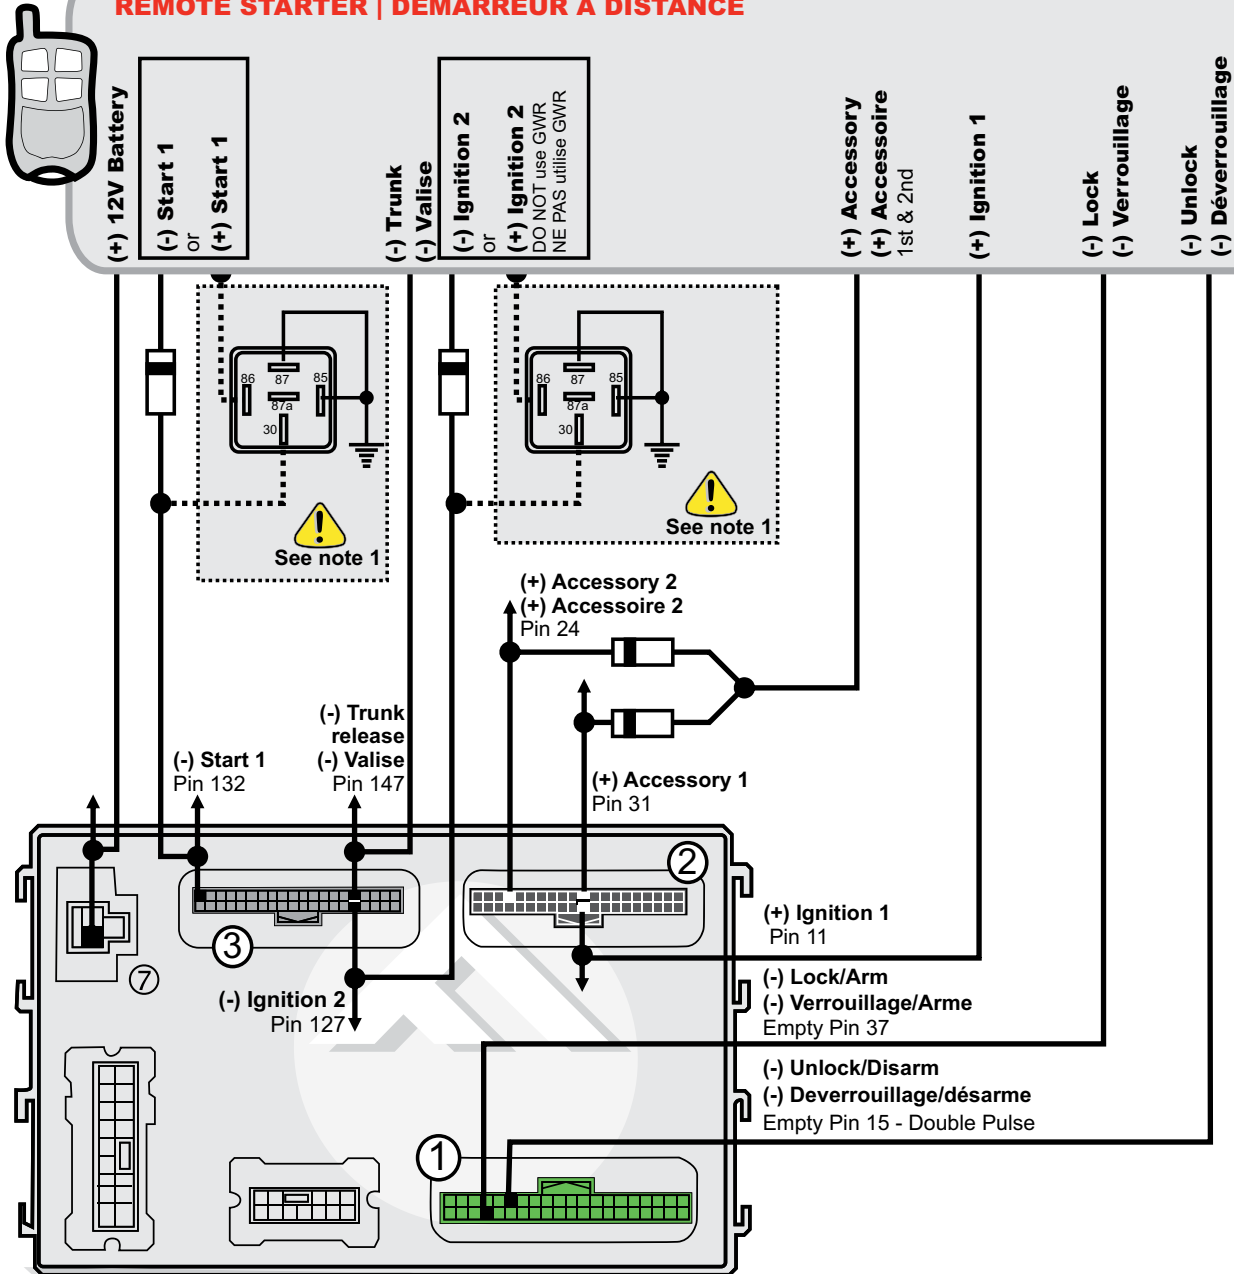 REMOTE STARTER | DÉMARREUR À DISTANCE
(+) 12V Battery
(-) Start 1
or
(+) Start 1
(-) Trunk
(-) Valise
(-) Ignition 2
or
(+) Ignition 2
DO NOT use GWR
NE PAS utilise GWR
(+) Accessory
(+) Accessoire
1st & 2nd
(+) Ignition 1
(-) Lock
(-) Verrouillage
(-) Unlock
(-) Déverrouillage
86
87
85
87a
30
See note 1
86
87
85
87a
30
See note 1
(+) Accessory 2
(+) Accessoire 2
Pin 24
(-) Trunk
release
(-) Valise
Pin 147
(-) Start 1
Pin 132
(+) Accessory 1
Pin 31
2
3
7
(+) Ignition 1
Pin 11
(-) Ignition 2
Pin 127
(-) Lock/Arm
(-) Verrouillage/Arme
Empty Pin 37
(-) Unlock/Disarm
(-) Deverrouillage/désarme
Empty Pin 15 - Double Pulse
1